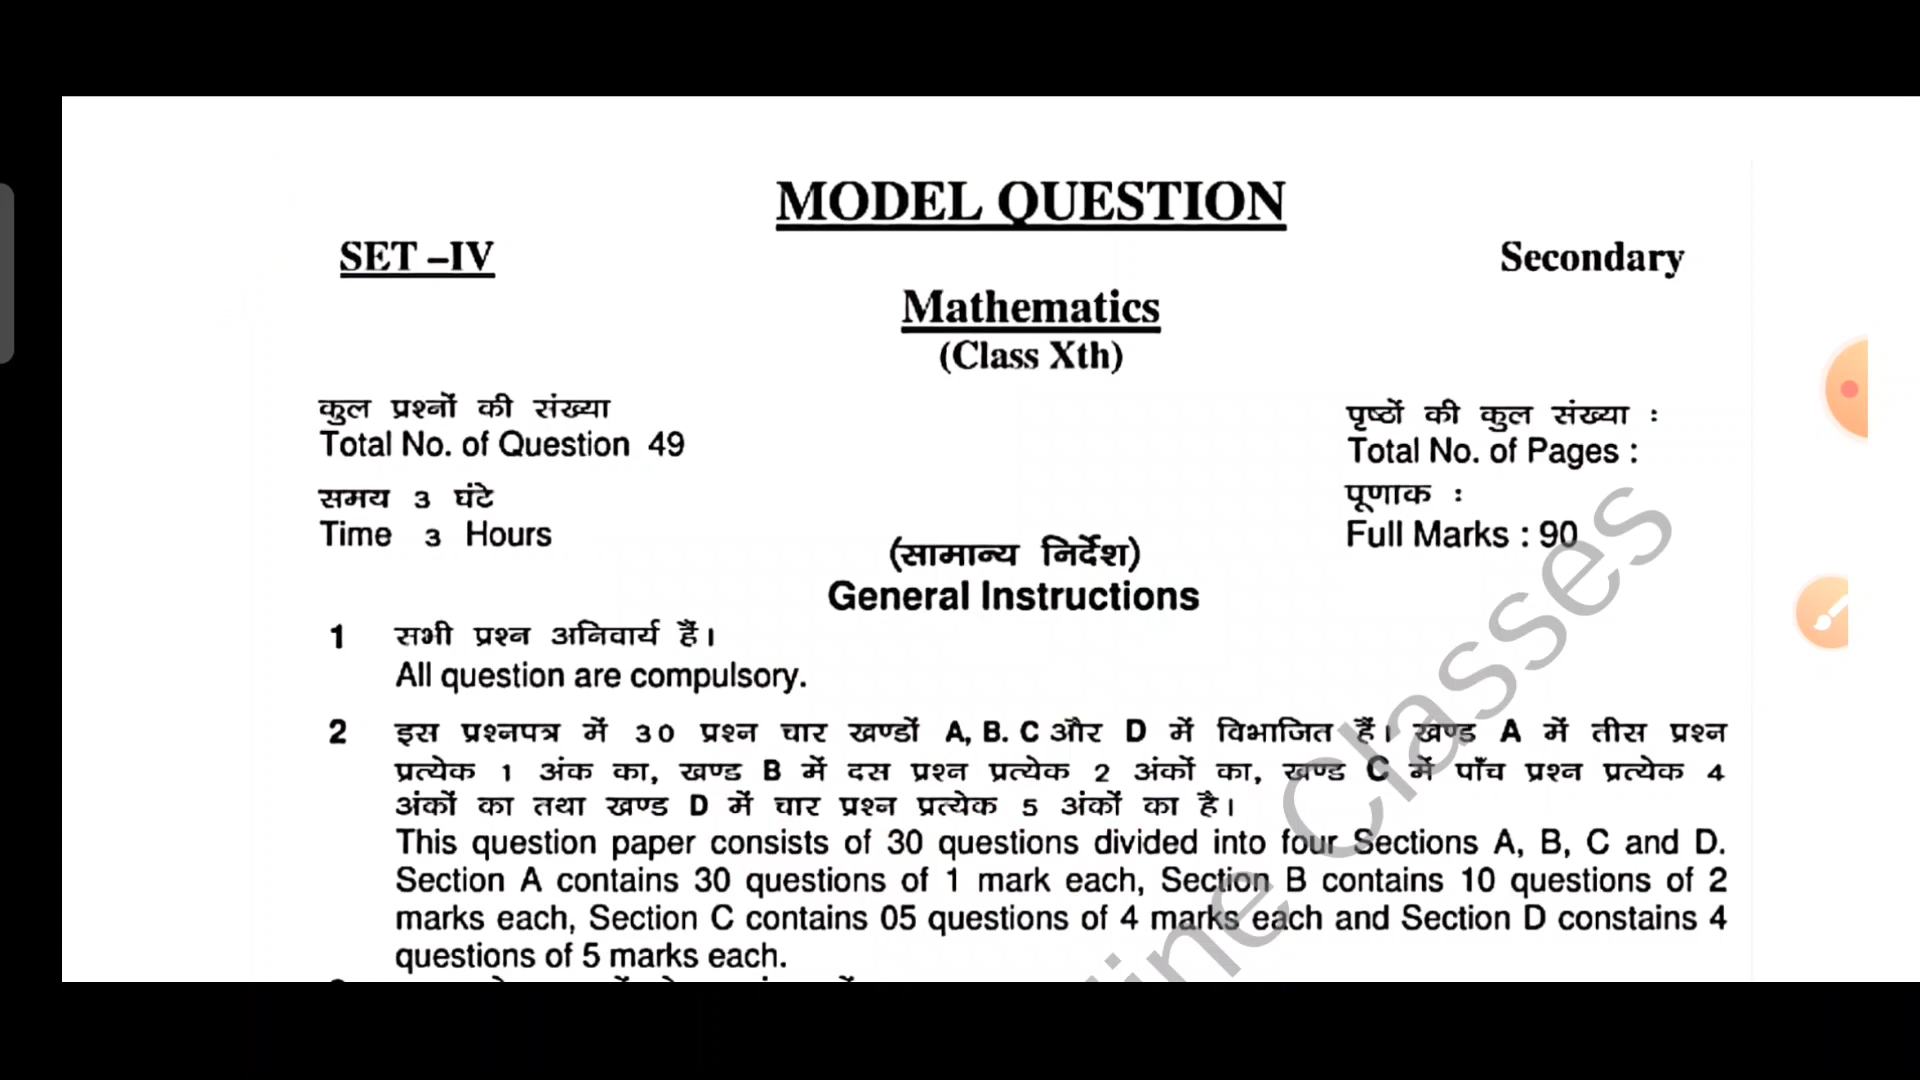 MODEL QUESTION
SET –IV
Secondary
Mathematics
(Class Xth)
कुल प्रश्नों की संख्या
Total No. of Question 49
पृष्ठों की कुल संख्या :
Total No. of Pages :
समय 3 घंटे
Time 3 Hours
पूणाक :
Full Marks : 90
(सामान्य निर्देश)
General Instructions
1 सभी प्रश्न अनिवार्य हैं।
All question are compulsory.
2 इस प्रश्नपत्र में 30 प्रश्न चार खण्डों A, B. C और D में विभाजित हैं। खण्ड A में तीस प्रश्न
प्रत्येक 1 अंक का, खण्ड B में दस प्रश्न प्रत्येक 2 अंकों का, खण्ड C में पाँच प्रश्न प्रत्येक 4
अंकों का तथा खण्ड D में चार प्रश्न प्रत्येक 5 अंकों का है।
This question paper consists of 30 questions divided into four Sections A, B, C and D.
Section A contains 30 questions of 1 mark each, Section B contains 10 questions of 2
marks each, Section C contains 05 questions of 4 marks each and Section D constains 4
questions of 5 marks each.
Classes